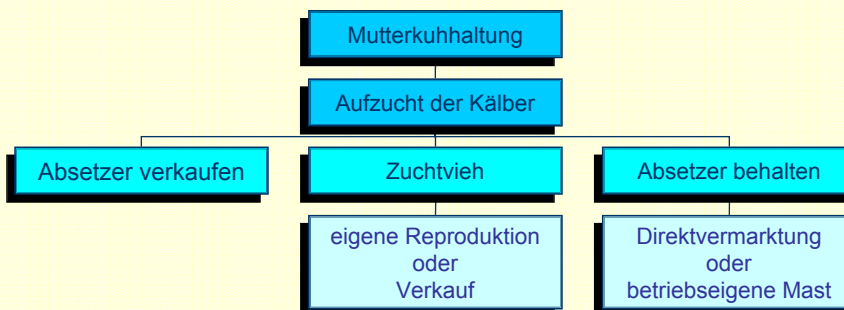 Mutterkuhhaltung
Aufzucht der Kälber
Absetzer verkaufen
Zuchtvieh
Absetzer behalten
eigene Reproduktion
oder
Verkauf
Direktvermarktung
oder
betriebseigene Mast